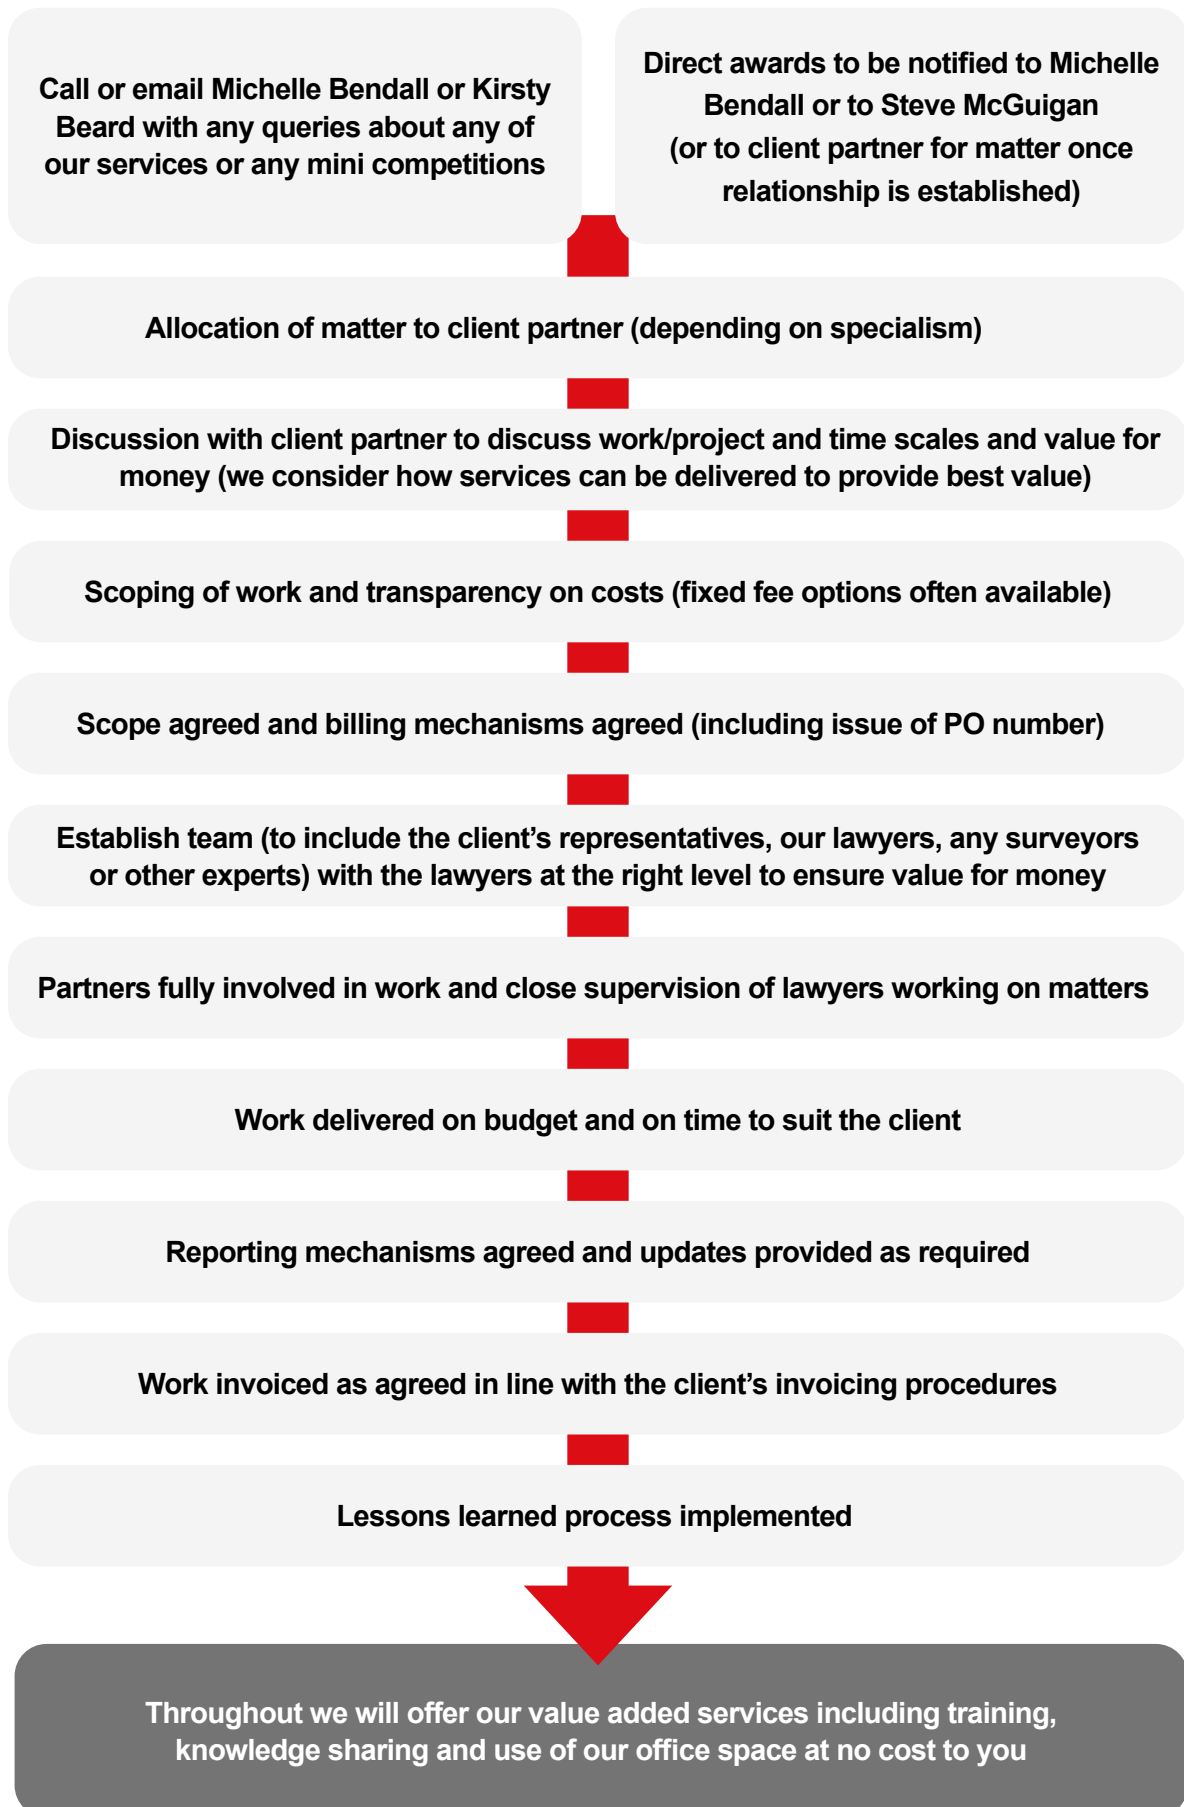 Call or email Michelle Bendall or Kirsty
Beard with any queries about any of
our services or any mini competitions
Direct awards to be notified to Michelle
Bendall or to Steve McGuigan
(or to client partner for matter once
relationship is established)
Allocation of matter to client partner (depending on specialism)
Discussion with client partner to discuss work/project and time scales and value for
money (we consider how services can be delivered to provide best value)
Scoping of work and transparency on costs (fixed fee options often available)
Scope agreed and billing mechanisms agreed (including issue of PO number)
Establish team (to include the client’s representatives, our lawyers, any surveyors
or other experts) with the lawyers at the right level to ensure value for money
Partners fully involved in work and close supervision of lawyers working on matters
Work delivered on budget and on time to suit the client
Reporting mechanisms agreed and updates provided as required
Work invoiced as agreed in line with the client’s invoicing procedures
Lessons learned process implemented
Throughout we will offer our value added services including training,
knowledge sharing and use of our office space at no cost to you